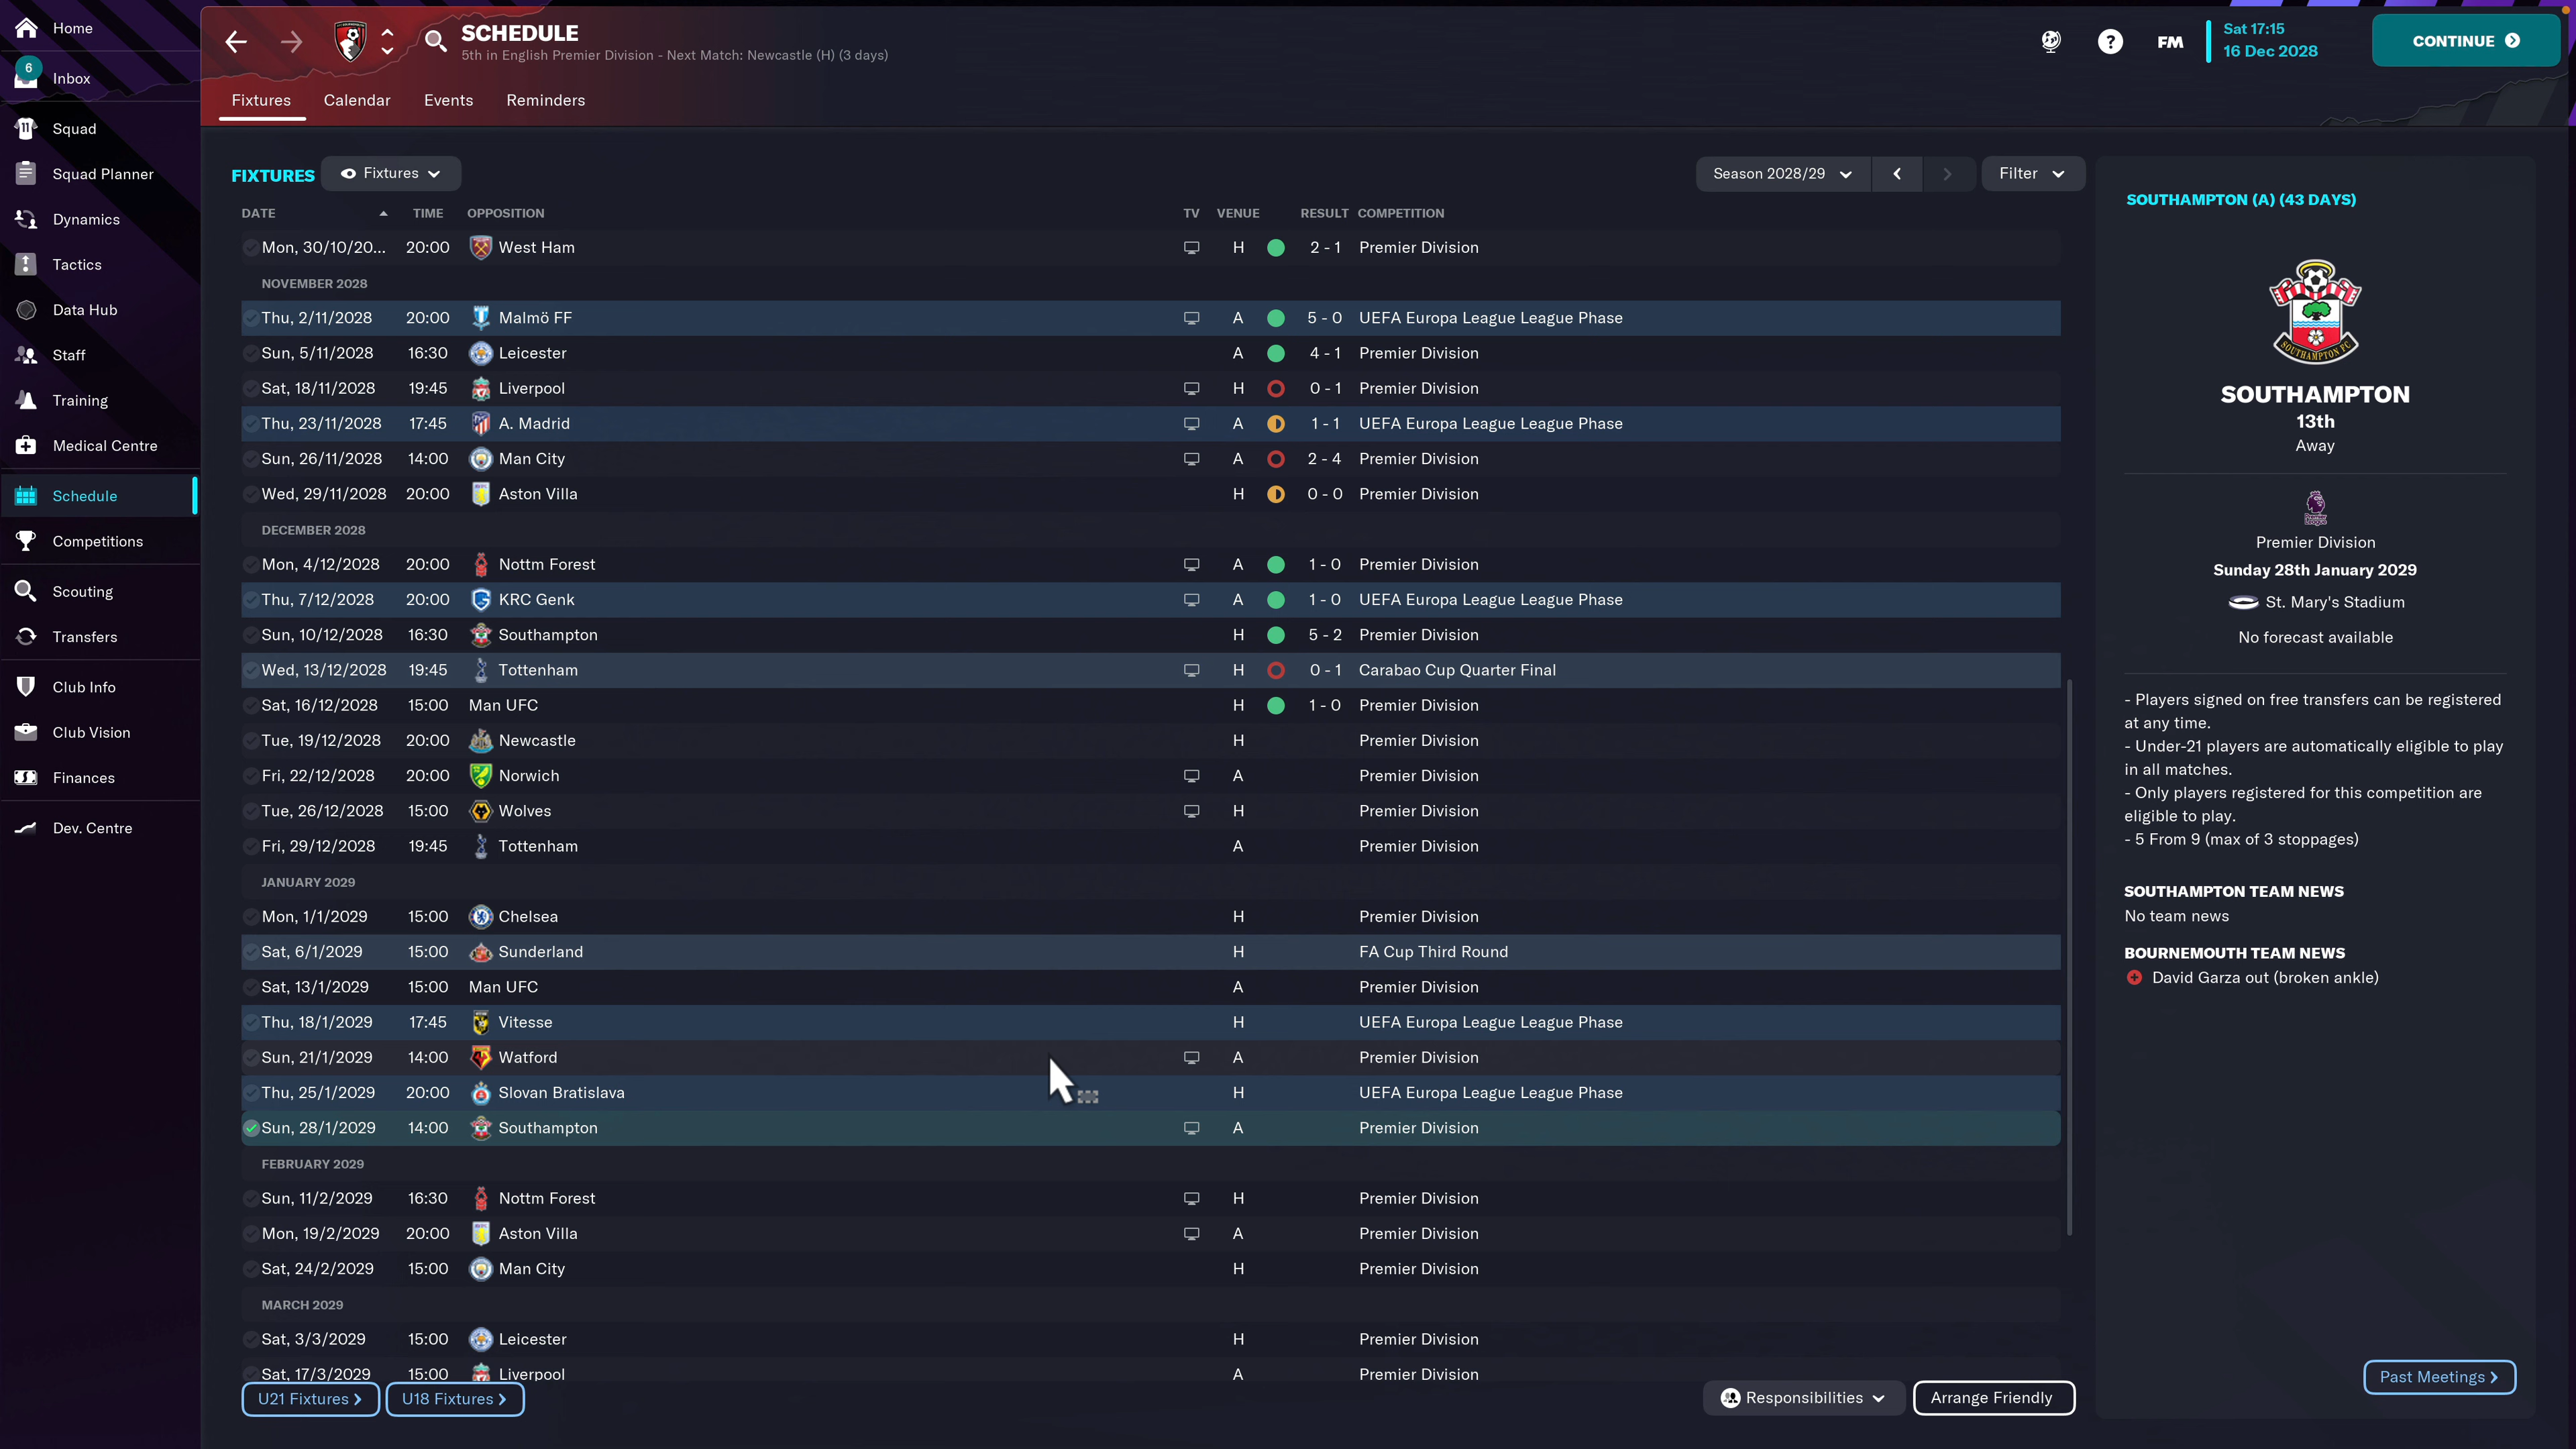 Home
6
Inbox
Squad
Squad Planner
Dynamics
Tactics
Data Hub
Staff
Training
Medical Centre
Schedule
Competitions
Scouting
Transfers
Club Info
Club Vision
Finances
Dev. Centre
SCHEDULE
5th in English Premier Division - Next Match: Newcastle (H) (3 days)
? FM
Sat 17:15
16 Dec 2028
CONTINUE
Fixtures Calendar Events Reminders
FIXTURES Fixtures Season 2028/29 Filter
DATE TIME OPPOSITION TV VENUE RESULT COMPETITION
Mon, 30/10/20... 20:00 West Ham H 2 - 1 Premier Division
NOVEMBER 2028
Thu, 2/11/2028 20:00 Malmö FF A 5 - 0 UEFA Europa League League Phase
Sun, 5/11/2028 16:30 Leicester A 4 - 1 Premier Division
Sat, 18/11/2028 19:45 Liverpool H 0 - 1 Premier Division
Thu, 23/11/2028 17:45 A. Madrid A 1 - 1 UEFA Europa League League Phase
Sun, 26/11/2028 14:00 Man City A 2 - 4 Premier Division
Wed, 29/11/2028 20:00 Aston Villa H 0 - 0 Premier Division
DECEMBER 2028
Mon, 4/12/2028 20:00 Nottm Forest A 1 - 0 Premier Division
Thu, 7/12/2028 20:00 KRC Genk A 1 - 0 UEFA Europa League League Phase
Sun, 10/12/2028 16:30 Southampton H 5 - 2 Premier Division
Wed, 13/12/2028 19:45 Tottenham H 0 - 1 Carabao Cup Quarter Final
Sat, 16/12/2028 15:00 Man UFC H 1 - 0 Premier Division
Tue, 19/12/2028 20:00 Newcastle H Premier Division
Fri, 22/12/2028 20:00 Norwich A Premier Division
Tue, 26/12/2028 15:00 Wolves H Premier Division
Fri, 29/12/2028 19:45 Tottenham A Premier Division
JANUARY 2029
Mon, 1/1/2029 15:00 Chelsea H Premier Division
Sat, 6/1/2029 15:00 Sunderland H FA Cup Third Round
Sat, 13/1/2029 15:00 Man UFC A Premier Division
Thu, 18/1/2029 17:45 Vitesse H UEFA Europa League League Phase
Sun, 21/1/2029 14:00 Watford A Premier Division
Thu, 25/1/2029 20:00 Slovan Bratislava H UEFA Europa League League Phase
Sun, 28/1/2029 14:00 Southampton A Premier Division
FEBRUARY 2029
Sun, 11/2/2029 16:30 Nottm Forest H Premier Division
Mon, 19/2/2029 20:00 Aston Villa A Premier Division
Sat, 24/2/2029 15:00 Man City H Premier Division
MARCH 2029
Sat, 3/3/2029 15:00 Leicester H Premier Division
Sat, 17/3/2029 15:00 Liverpool A Premier Division
U21 Fixtures U18 Fixtures Responsibilities Arrange Friendly
SOUTHAMPTON (A) (43 DAYS)
SOUTHAMPTON FC
SOUTHAMPTON
13th
Away
Premier Division
Sunday 28th January 2029
St. Mary's Stadium
No forecast available
- Players signed on free transfers can be registered
at any time.
- Under-21 players are automatically eligible to play
in all matches.
- Only players registered for this competition are
eligible to play.
- 5 From 9 (max of 3 stoppages)
SOUTHAMPTON TEAM NEWS
No team news
BOURNEMOUTH TEAM NEWS
David Garza out (broken ankle)
Past Meetings